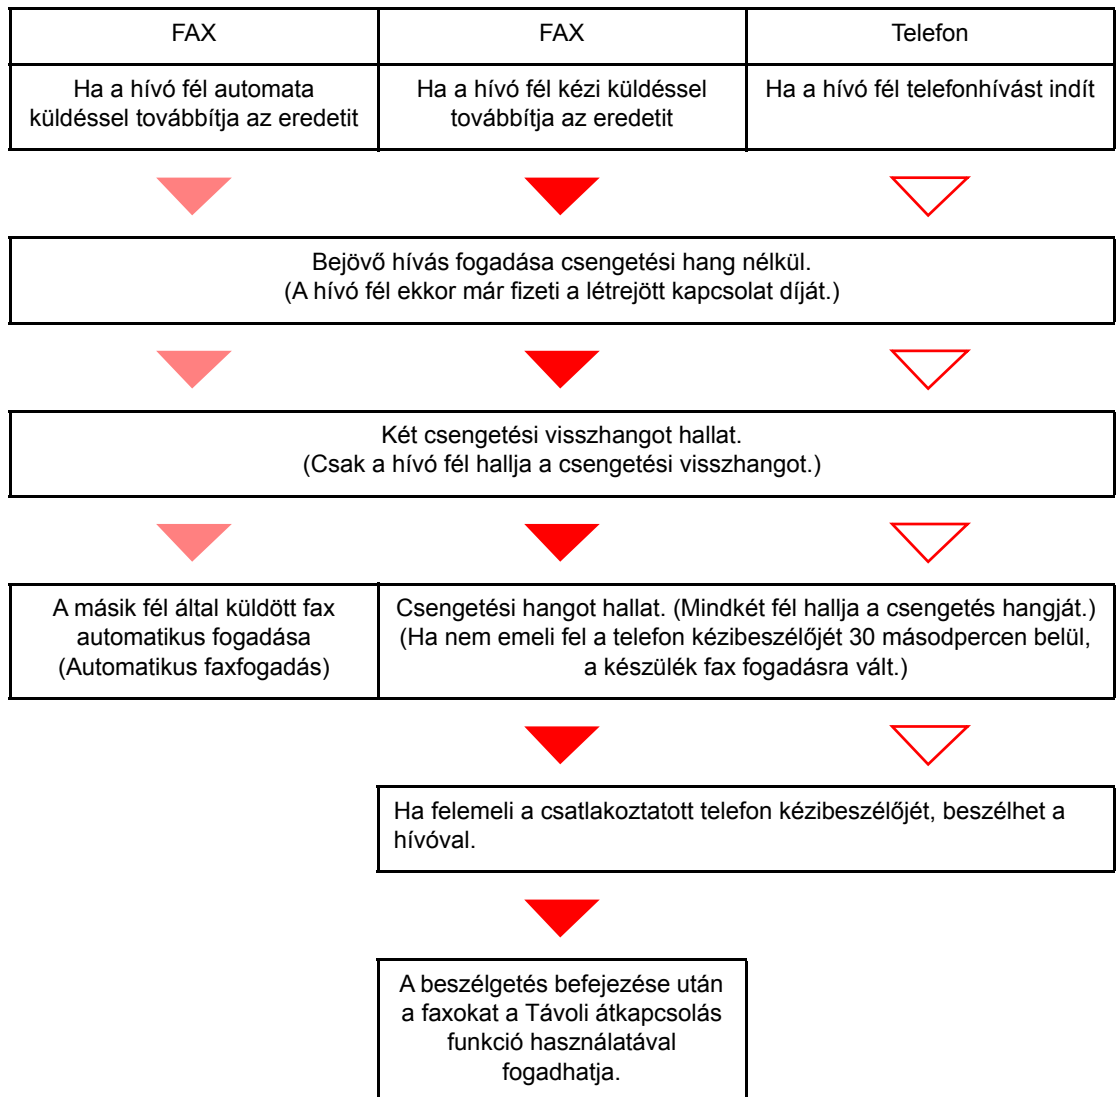 FAX
FAX
Telefon
Ha a hívó fél automata
küldéssel továbbítja az eredetit
Ha a hívó fél kézi küldéssel
továbbítja az eredetit
Ha a hívó fél telefonhívást indít
Bejövő hívás fogadása csengetési hang nélkül.
(A hívó fél ekkor már fizeti a létrejött kapcsolat díját.)
Két csengetési visszhangot hallat.
(Csak a hívó fél hallja a csengetési visszhangot.)
A másik fél által küldött fax
automatikus fogadása
(Automatikus faxfogadás)
Csengetési hangot hallat. (Mindkét fél hallja a csengetés hangját.)
(Ha nem emeli fel a telefon kézibeszélőjét 30 másodpercen belül,
a készülék fax fogadásra vált.)
Ha felemeli a csatlakoztatott telefon kézibeszélőjét, beszélhet a
hívóval.
A beszélgetés befejezése után
a faxokat a Távoli átkapcsolás
funkció használatával
fogadhatja.